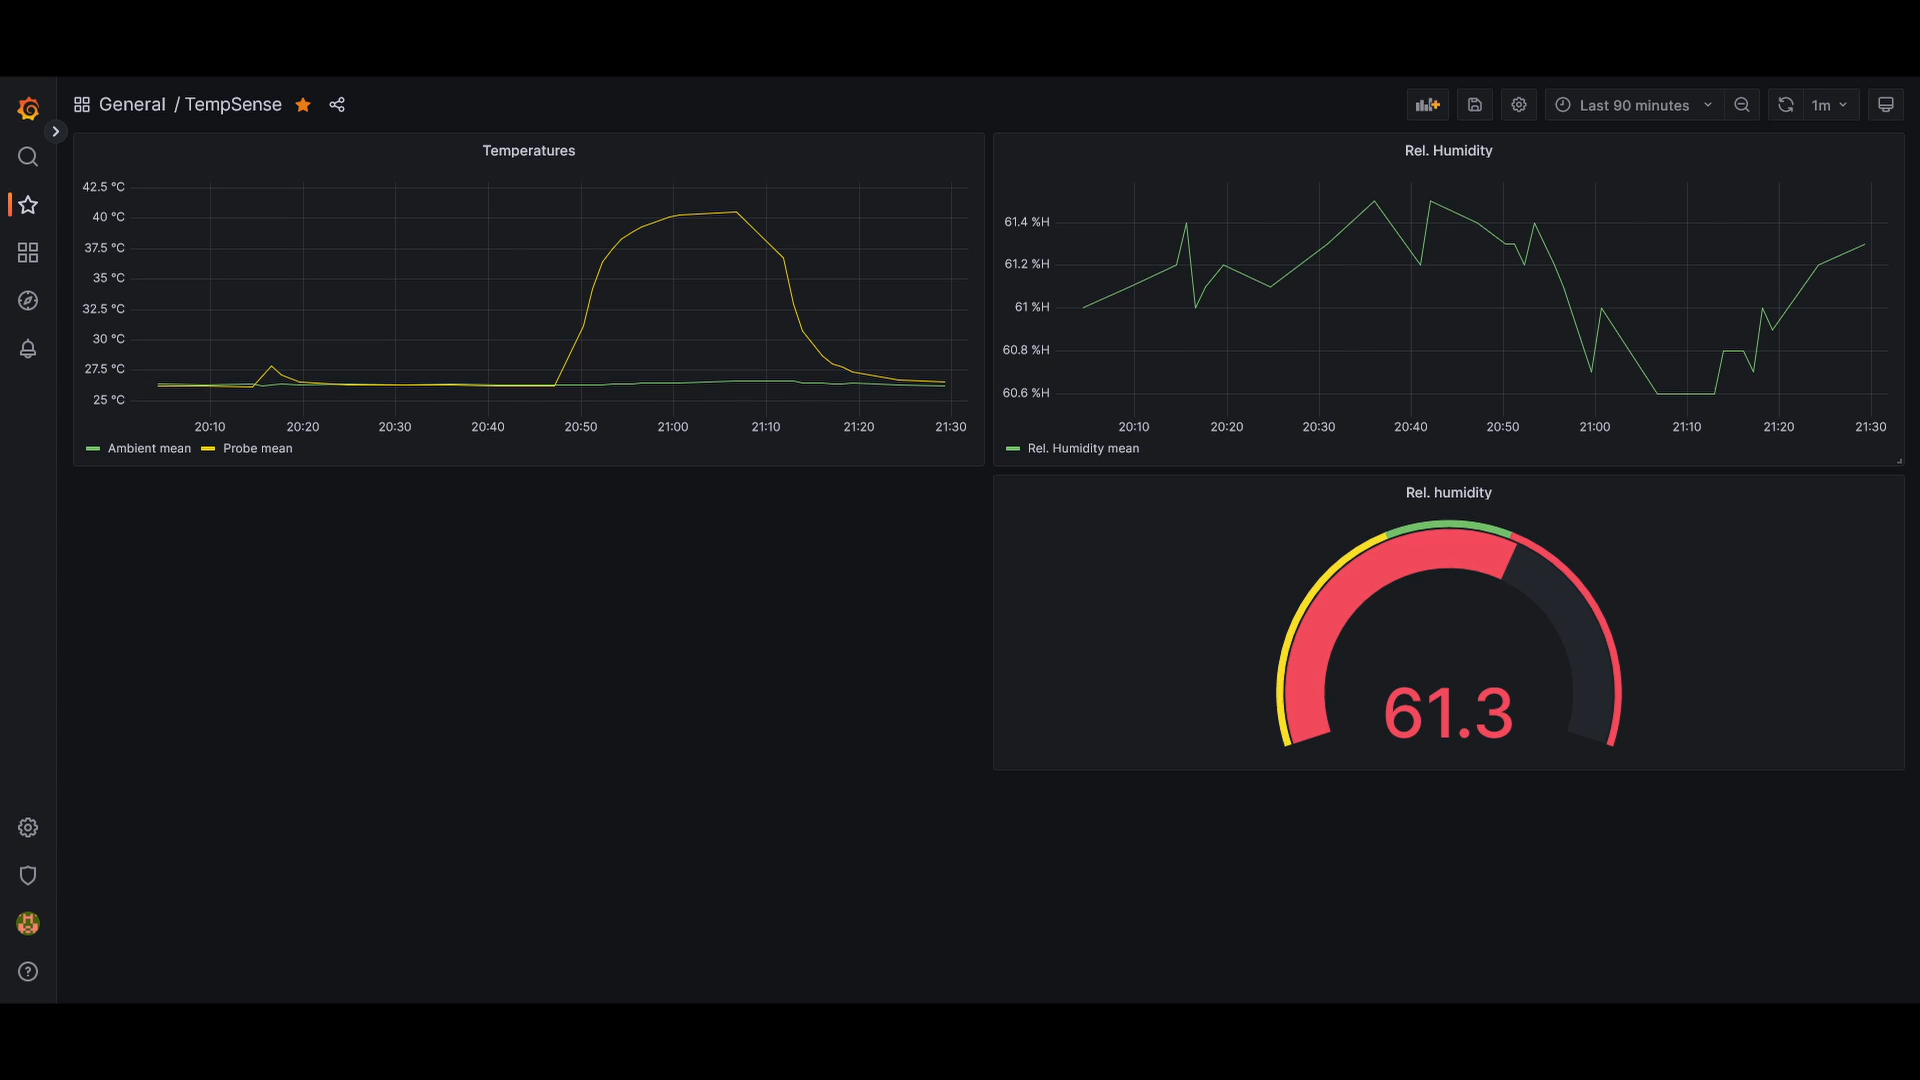 General / TempSense
Last 90 minutes
1m
Temperatures
42.5 °C
40 °C
37.5 °C
35 °C
32.5 °C
30 °C
27.5 °C
25 °C
20:10 20:20 20:30 20:40 20:50 21:00 21:10 21:20 21:30
Ambient mean Probe mean
Rel. Humidity
61.4 %H
61.2 %H
61 %H
60.8 %H
60.6 %H
20:10 20:20 20:30 20:40 20:50 21:00 21:10 21:20 21:30
Rel. Humidity mean
Rel. humidity
61.3